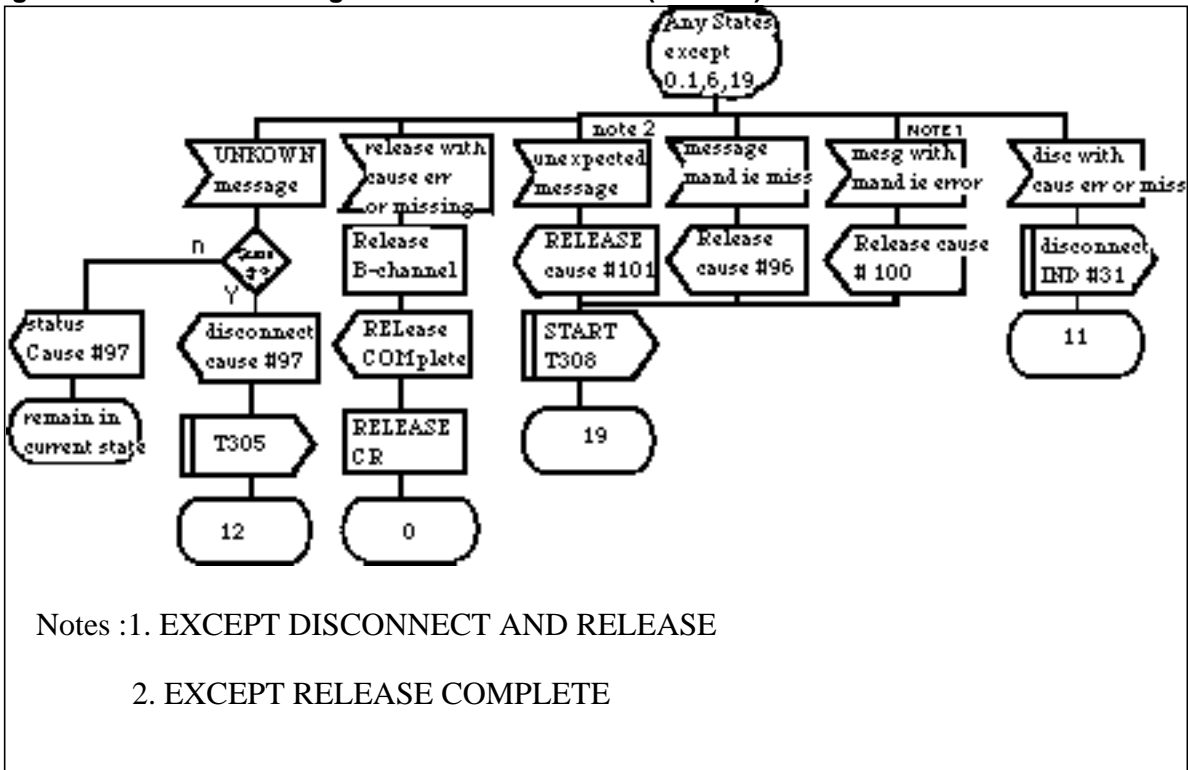 Any States
except
0.1,6,19
UNKOWN
message
release with
cause err
or missing
note 2
unexpected
message
message
mand ie miss
NOTE 1
mesg with
mand ie error
disc with
caus err or miss
n
Y
Release
B-channel
RELEASE
cause #101
Release
cause #96
Release cause
# 100
disconnect
IND #31
status
Cause #97
disconnect
cause #97
RELease
COMplete
START
T308
11
remain in
current state
T305
RELEASE
CR
19
12
0
Notes :1. EXCEPT DISCONNECT AND RELEASE
2. EXCEPT RELEASE COMPLETE